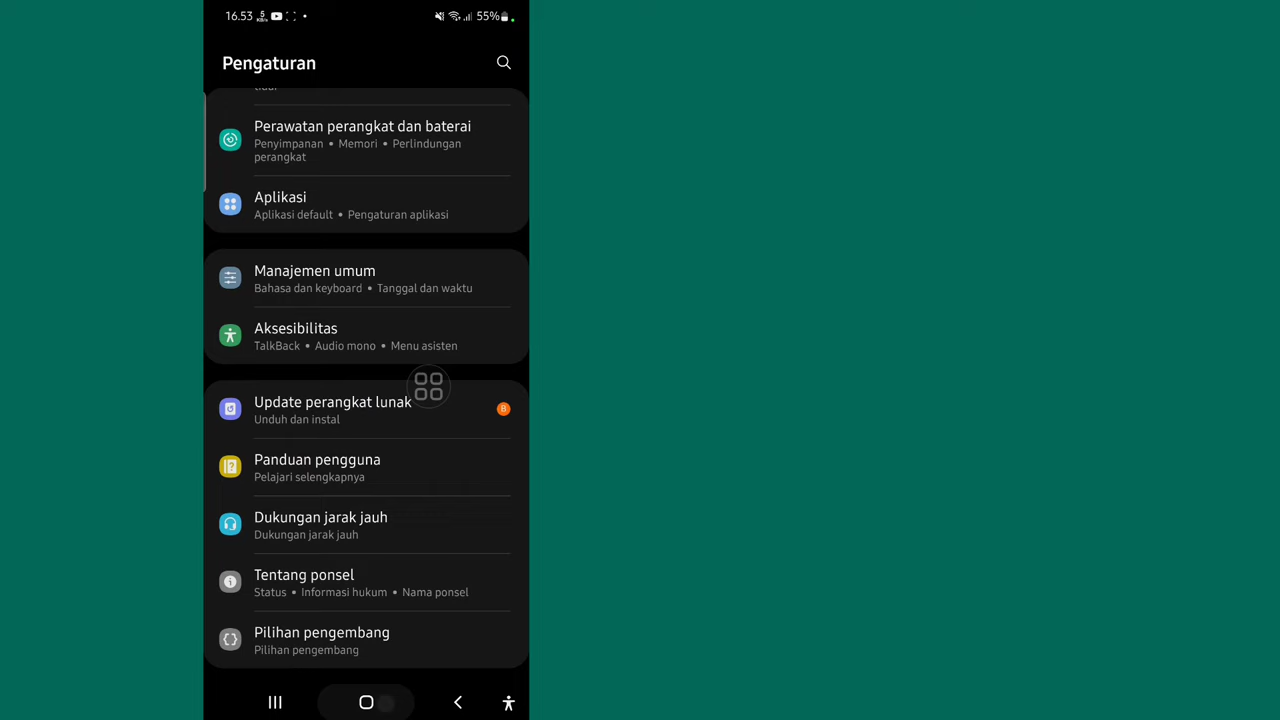 16.53 5 KB/s 55%
Pengaturan
tidur
Perawatan perangkat dan baterai
Penyimpanan • Memori • Perlindungan
perangkat
Aplikasi
Aplikasi default • Pengaturan aplikasi
Manajemen umum
Bahasa dan keyboard • Tanggal dan waktu
Aksesibilitas
TalkBack • Audio mono • Menu asisten
Update perangkat lunak
B
Unduh dan instal
Panduan pengguna
Pelajari selengkapnya
Dukungan jarak jauh
Dukungan jarak jauh
Tentang ponsel
Status • Informasi hukum • Nama ponsel
Pilihan pengembang
Pilihan pengembang